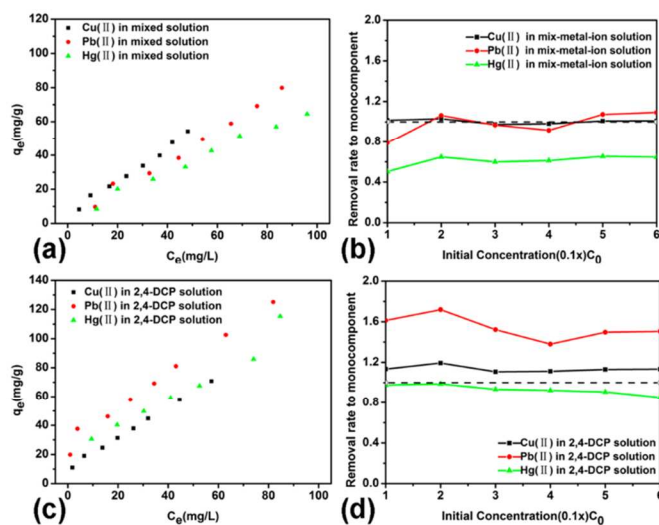 120
100
80
60
40
20
0
0 20 40 60 80 100
qe(mg/g)
Ce(mg/L)
Cu(Ⅱ) in mixed solution
Pb(Ⅱ) in mixed solution
Hg(Ⅱ) in mixed solution
(a)
2.0
1.6
1.2
0.8
0.4
0.0
1 2 3 4 5 6
Removal rate to monocomponent
Initial Concentration(0.1x)C0
Cu(Ⅱ) in mix-metal-ion solution
Pb(Ⅱ) in mix-metal-ion solution
Hg(Ⅱ) in mix-metal-ion solution
(b)
140
120
100
80
60
40
20
0
0 20 40 60 80 100
qe(mg/g)
Ce(mg/L)
Cu(Ⅱ) in 2,4-DCP solution
Pb(Ⅱ) in 2,4-DCP solution
Hg(Ⅱ) in 2,4-DCP solution
(c)
2.0
1.6
1.2
0.8
0.4
0.0
1 2 3 4 5 6
Removal rate to monocomponent
Initial Concentration(0.1x)C0
Cu(Ⅱ) in 2,4-DCP solution
Pb(Ⅱ) in 2,4-DCP solution
Hg(Ⅱ) in 2,4-DCP solution
(d)